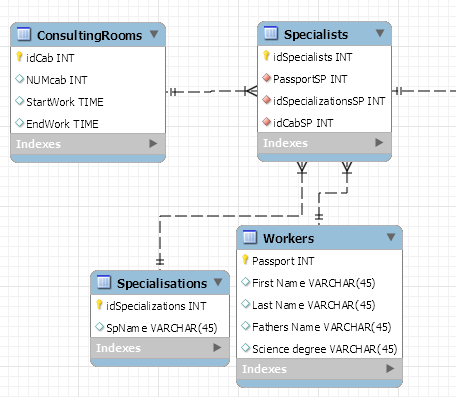 ConsultingRooms
idCab INT
NUMcab INT
StartWork TIME
EndWork TIME
Indexes
Specialists
idSpecialists INT
PassportSP INT
idSpecializationsSP INT
idCabSP INT
Indexes
Specialisations
idSpecializations INT
SpName VARCHAR(45)
Indexes
Workers
Passport INT
First Name VARCHAR(45)
Last Name VARCHAR(45)
Fathers Name VARCHAR(45)
Science degree VARCHAR(45)
Indexes